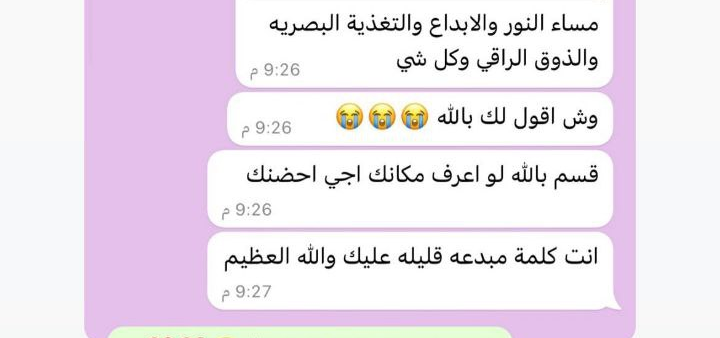 مساء النور والابداع والتغذية البصريه
والذوق الراقي وكل شي
9:26 م
وش اقول لك بالله 😭😭😭
9:26 م
قسم بالله لو اعرف مكانك اجي احضنك
9:26 م
انت كلمة مبدعه قليله عليك والله العظيم
9:27 م